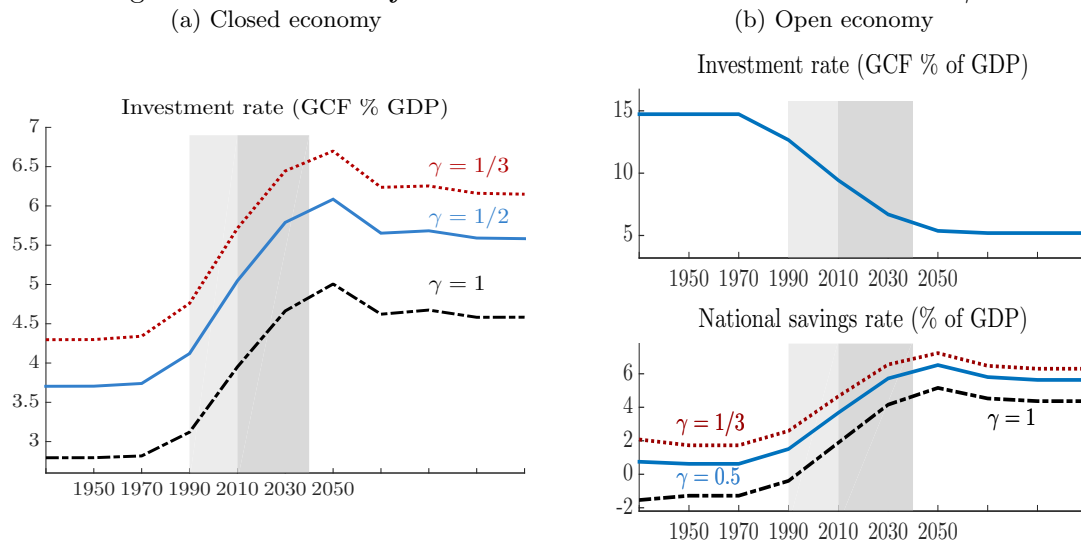 (a) Closed economy
Investment rate (GCF % GDP)
7
6.5
6
5.5
5
4.5
4
3.5
3
γ = 1/3
γ = 1/2
γ = 1
1950 1970 1990 2010 2030 2050
(b) Open economy
Investment rate (GCF % of GDP)
15
10
5
1950 1970 1990 2010 2030 2050
National savings rate (% of GDP)
6
4
2
0
-2
γ = 1/3
γ = 0.5
γ = 1
1950 1970 1990 2010 2030 2050